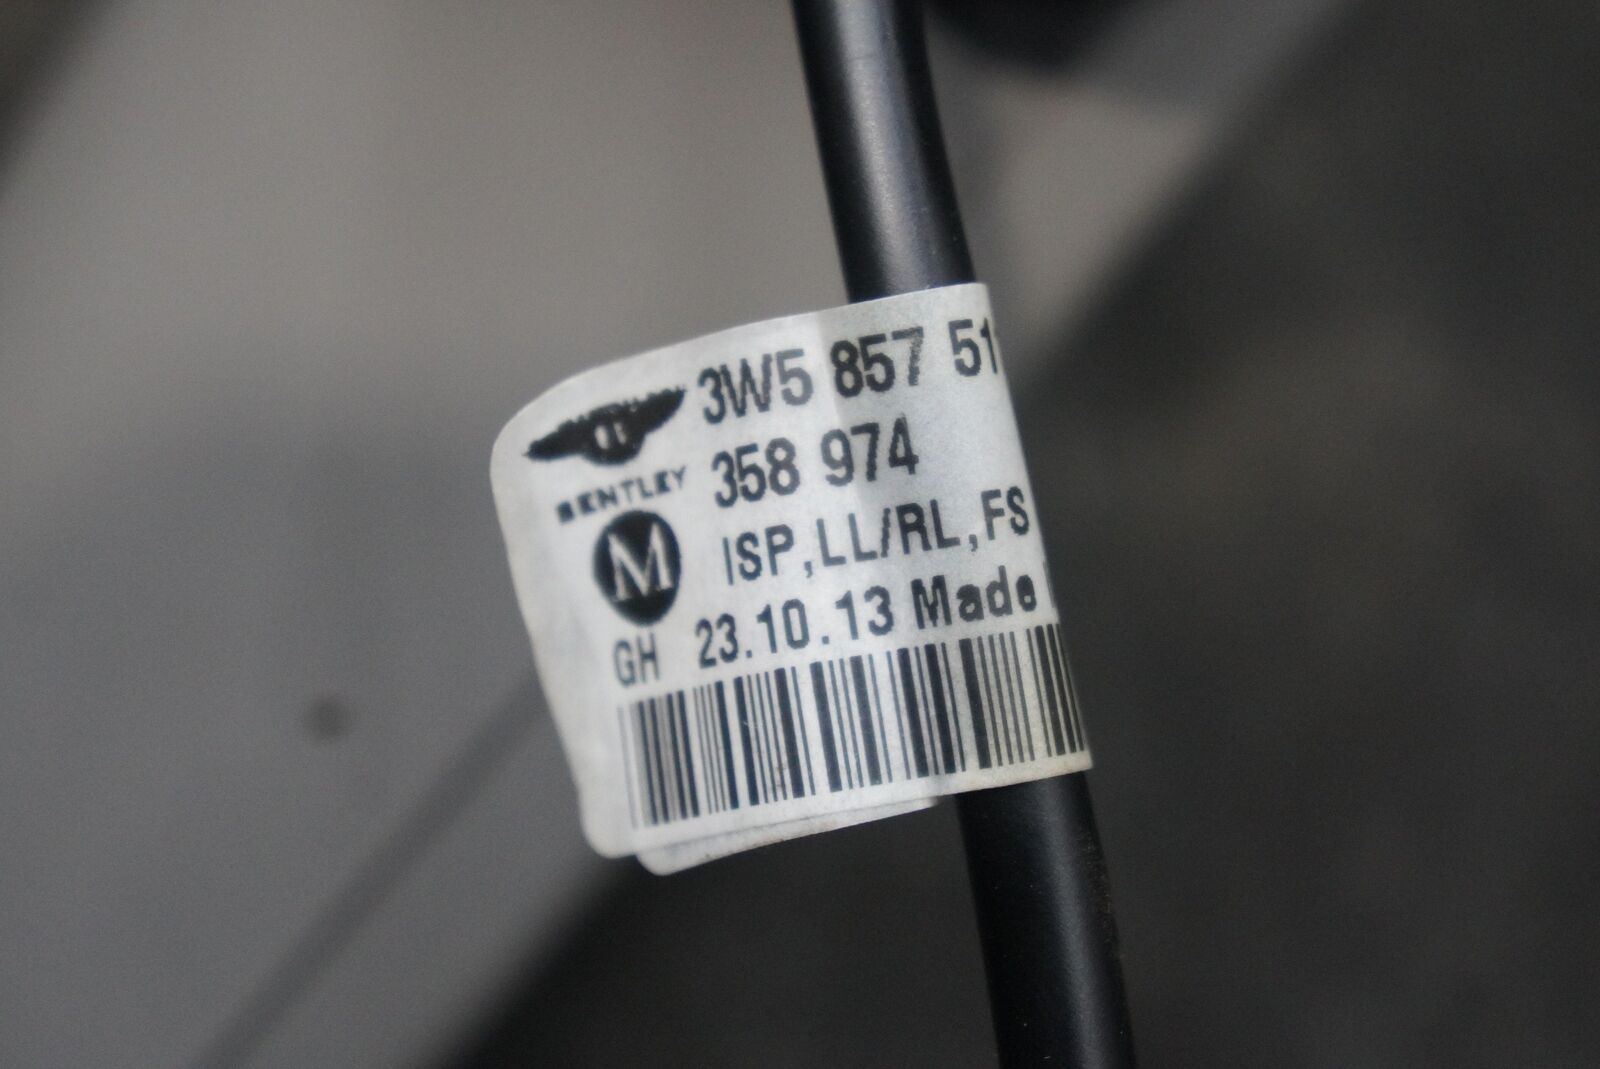 3W5 857 51
358 974
BENTLEY
ISP,LL/RL,FS
M
23.10.13 Made
GH